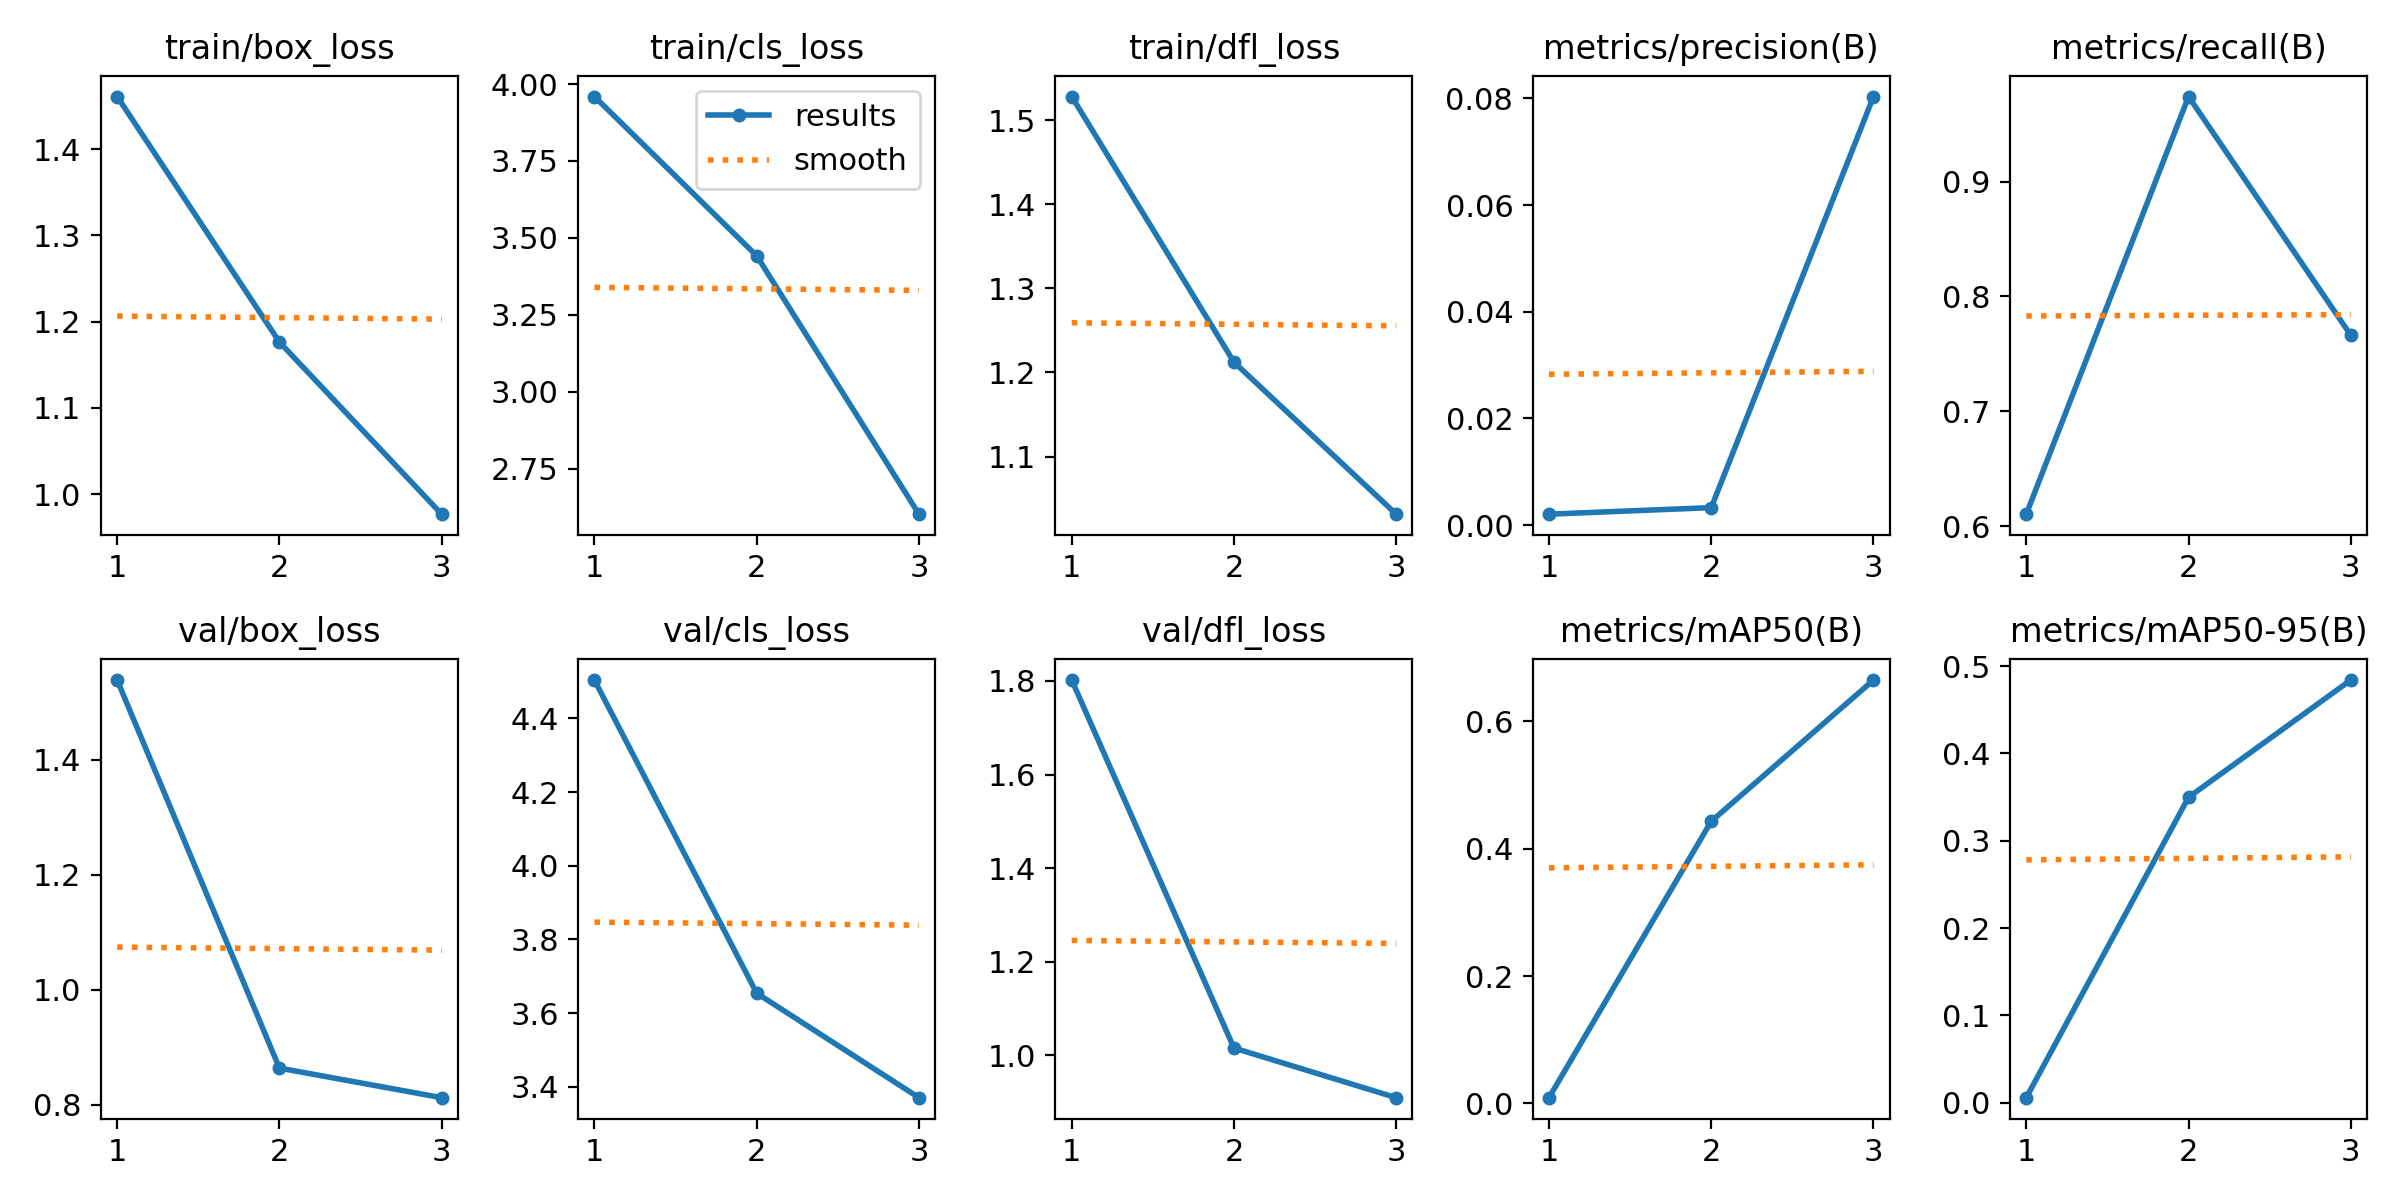 train/box_loss
1.4
1.3
1.2
1.1
1.0
1 2 3
train/cls_loss
results
smooth
4.00
3.75
3.50
3.25
3.00
2.75
1 2 3
train/dfl_loss
1.5
1.4
1.3
1.2
1.1
1 2 3
metrics/precision(B)
0.08
0.06
0.04
0.02
0.00
1 2 3
metrics/recall(B)
0.9
0.8
0.7
0.6
1 2 3
val/box_loss
1.4
1.2
1.0
0.8
1 2 3
val/cls_loss
4.4
4.2
4.0
3.8
3.6
3.4
1 2 3
val/dfl_loss
1.8
1.6
1.4
1.2
1.0
1 2 3
metrics/mAP50(B)
0.6
0.4
0.2
0.0
1 2 3
metrics/mAP50-95(B)
0.5
0.4
0.3
0.2
0.1
0.0
1 2 3